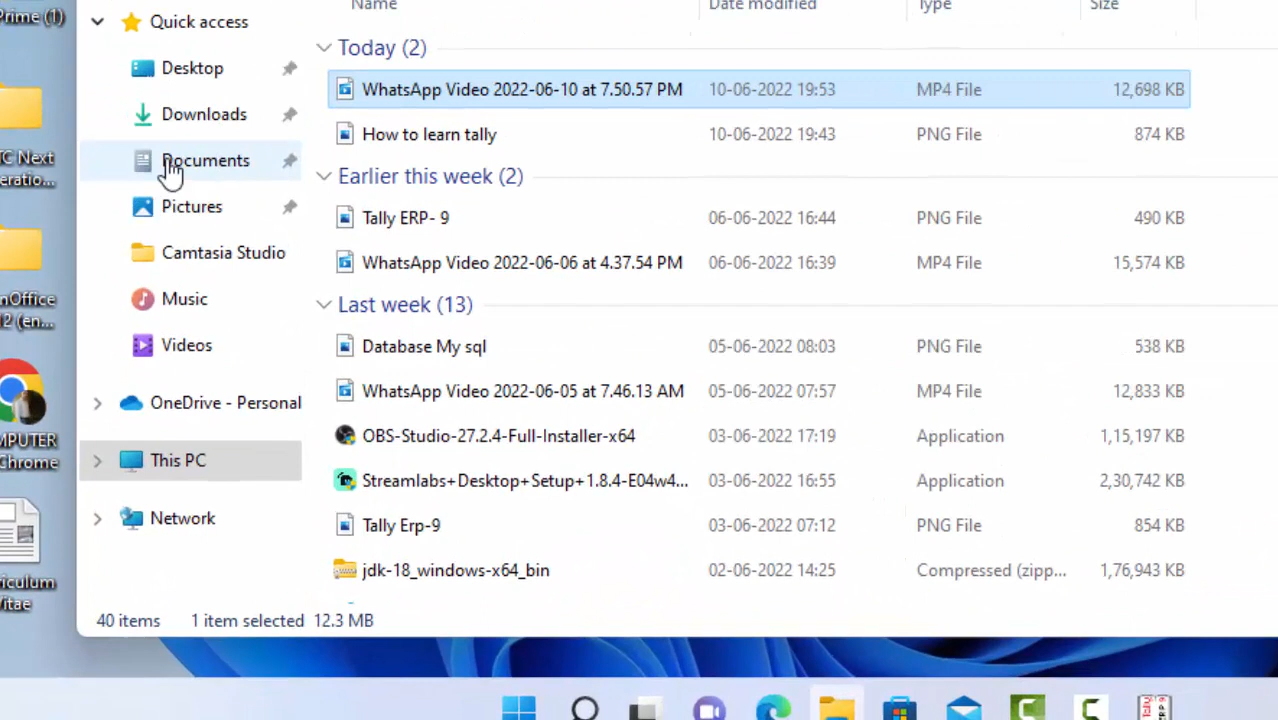 Prime (1)
Quick access
Desktop
Downloads
Documents
Pictures
Camtasia Studio
Music
Videos
OneDrive - Personal
This PC
Network
Name Date modified Type Size
Today (2)
WhatsApp Video 2022-06-10 at 7.50.57 PM 10-06-2022 19:53 MP4 File 12,698 KB
How to learn tally 10-06-2022 19:43 PNG File 874 KB
Earlier this week (2)
Tally ERP- 9 06-06-2022 16:44 PNG File 490 KB
WhatsApp Video 2022-06-06 at 4.37.54 PM 06-06-2022 16:39 MP4 File 15,574 KB
Last week (13)
Database My sql 05-06-2022 08:03 PNG File 538 KB
WhatsApp Video 2022-06-05 at 7.46.13 AM 05-06-2022 07:57 MP4 File 12,833 KB
OBS-Studio-27.2.4-Full-Installer-x64 03-06-2022 17:19 Application 1,15,197 KB
Streamlabs+Desktop+Setup+1.8.4-E04w4... 03-06-2022 16:55 Application 2,30,742 KB
Tally Erp-9 03-06-2022 07:12 PNG File 854 KB
jdk-18_windows-x64_bin 02-06-2022 14:25 Compressed (zipp... 1,76,943 KB
40 items 1 item selected 12.3 MB
TC Next
eratio...
nOffice
12 (en...
MPUTER
Chrome
riculum
Vitae